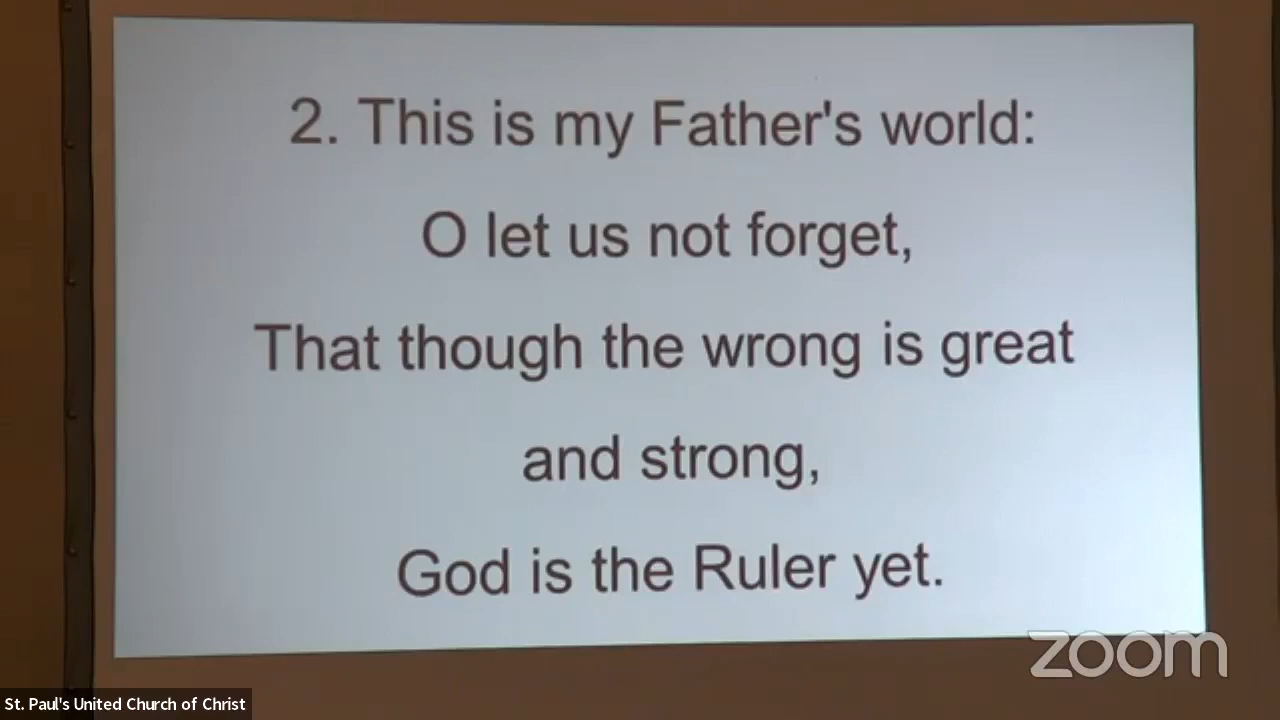 2. This is my Father's world:
O let us not forget,
That though the wrong is great
and strong,
God is the Ruler yet.
zoom
St. Paul's United Church of Christ